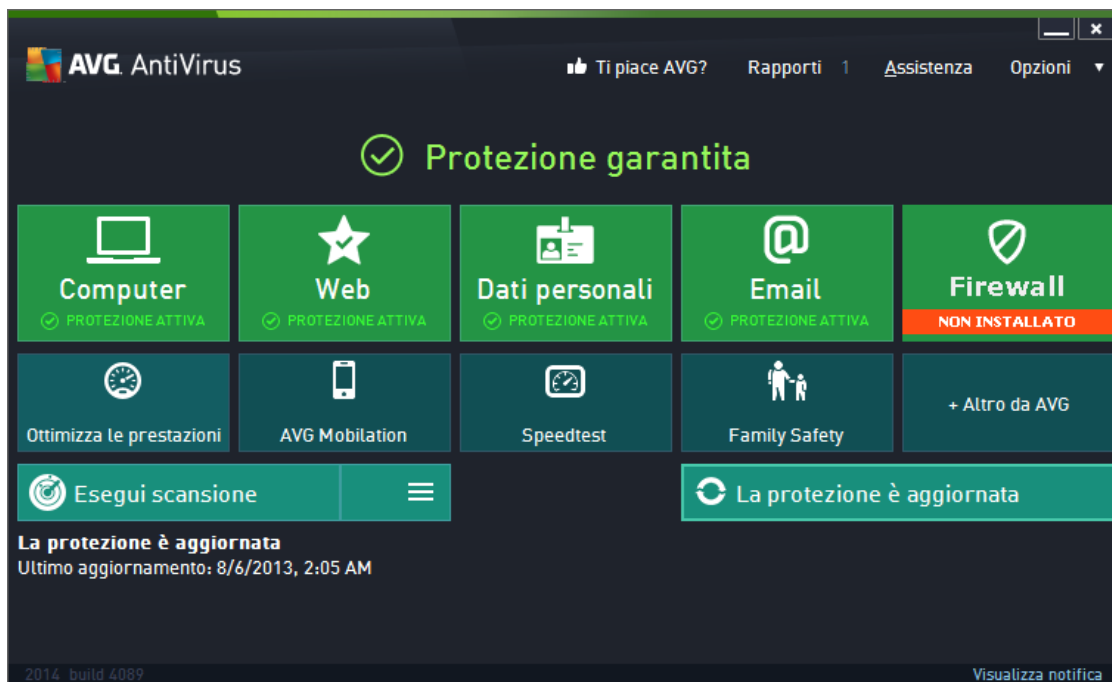 AVG. AntiVirus
Ti piace AVG?
Rapporti 1
Assistenza
Opzioni
Protezione garantita
Computer
PROTEZIONE ATTIVA
Web
PROTEZIONE ATTIVA
Dati personali
PROTEZIONE ATTIVA
Email
PROTEZIONE ATTIVA
Firewall
NON INSTALLATO
Ottimizza le prestazioni
AVG Mobilation
Speedtest
Family Safety
+ Altro da AVG
Esegui scansione
La protezione è aggiornata
La protezione è aggiornata
Ultimo aggiornamento: 8/6/2013, 2:05 AM
2014 build 4089
Visualizza notifica